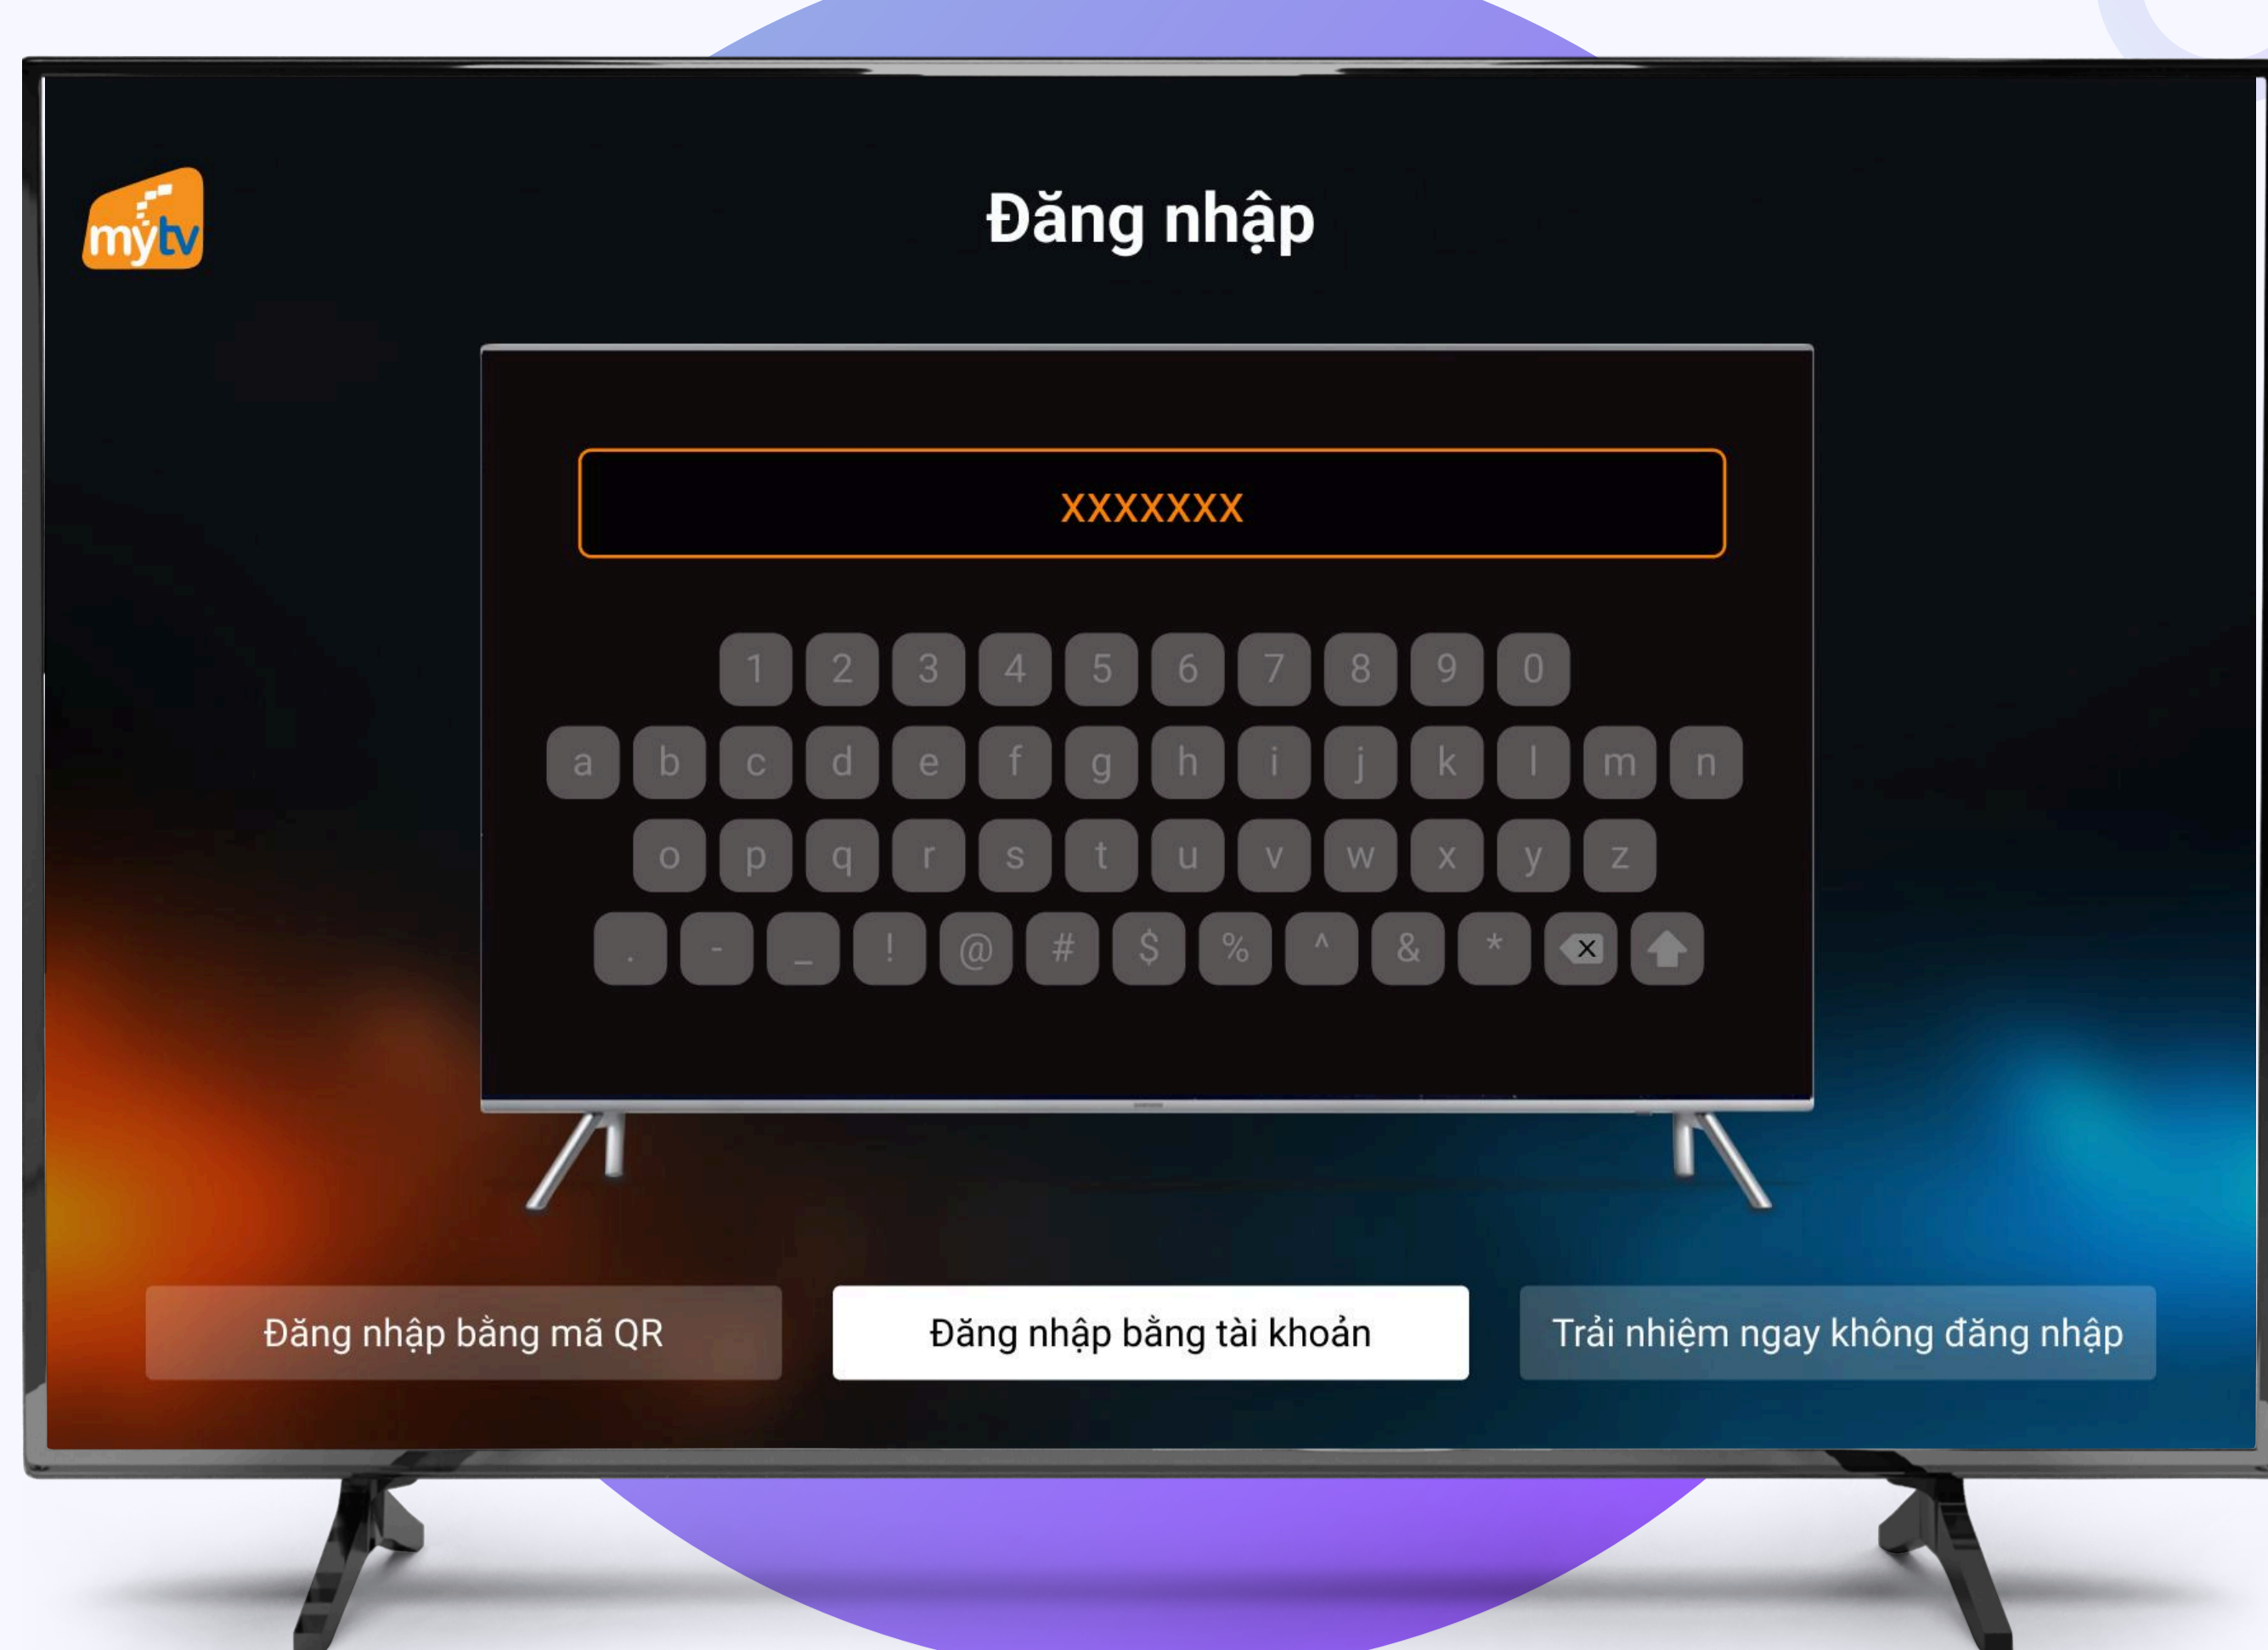 mytv
Đăng nhập
xxxxxxx
1 2 3 4 5 6 7 8 9 0
a b c d e f g h i j k l m n
o p q r s t u v w x y z
. - _ ! @ # $ % ^ & *
Đăng nhập bằng mã QR
Đăng nhập bằng tài khoản
Trải nhiệm ngay không đăng nhập